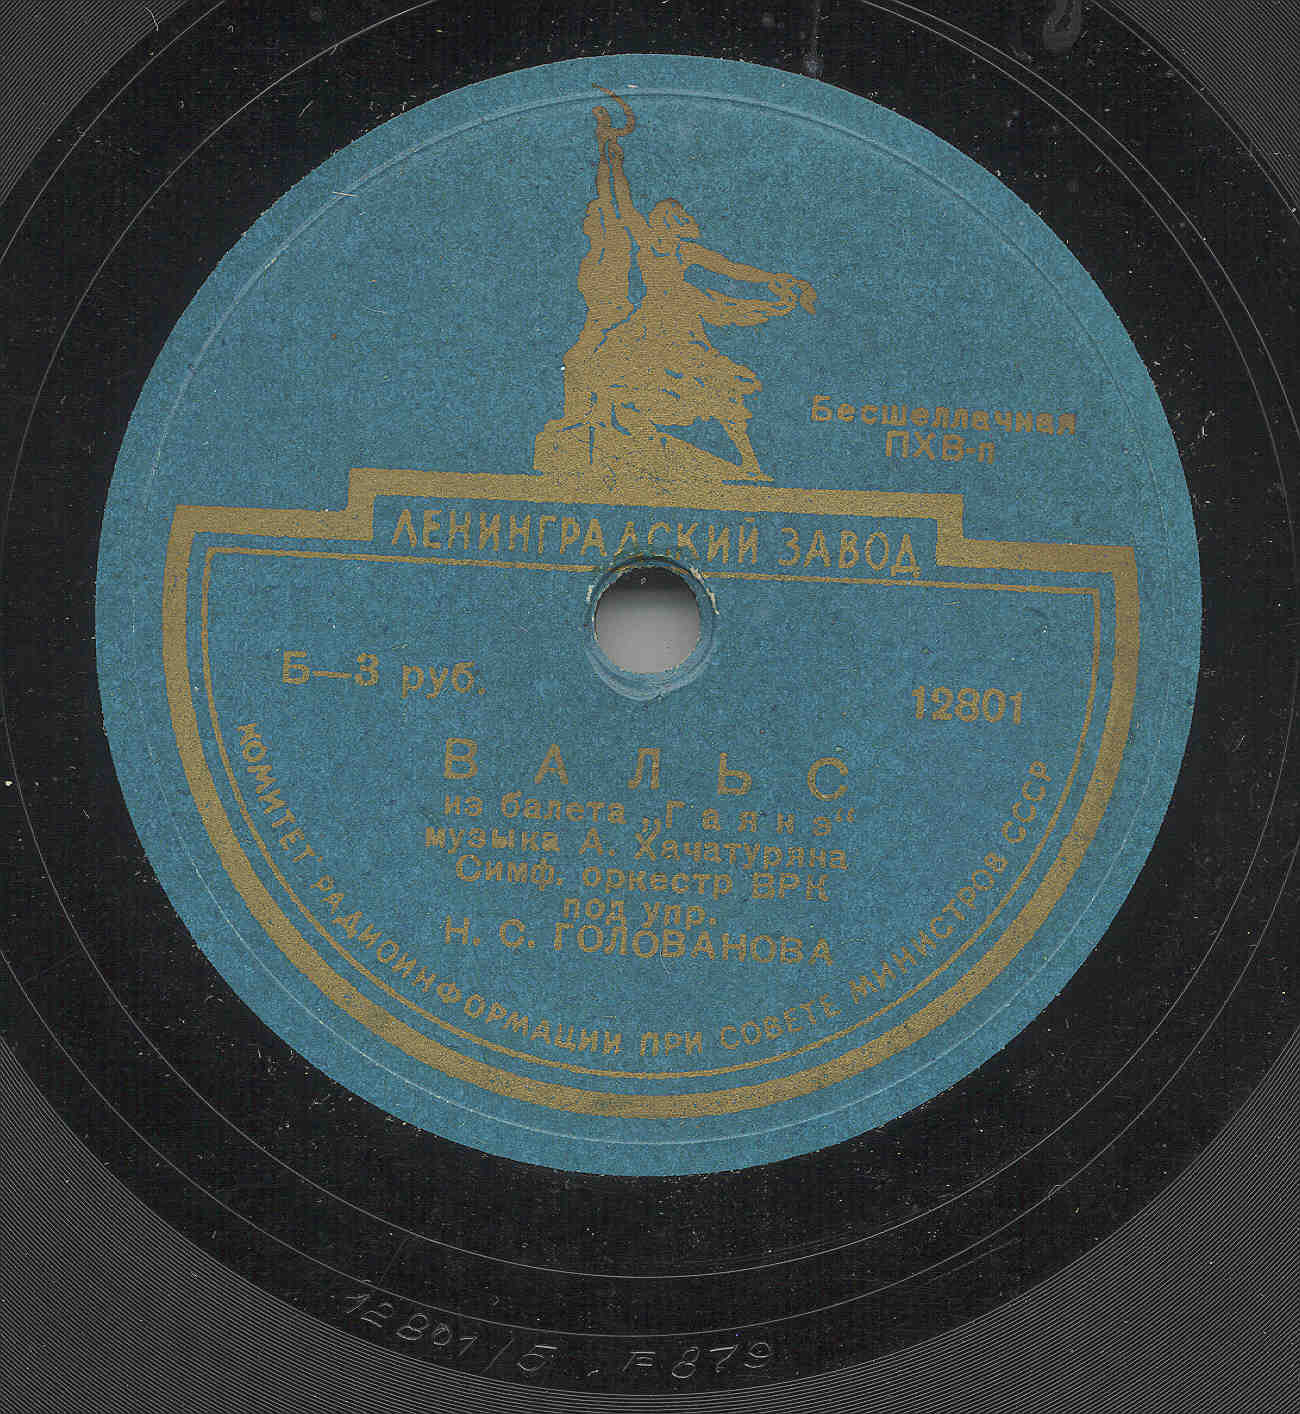 Бесшеллачная
ПХВ-п
ЛЕНИНГРАДСКИЙ ЗАВОД
Б—3 руб.
12801
ВАЛЬС
из балета „Гаянэ“
музыка А. Хачатуряна
Симф. оркестр ВРК
под упр.
Н. С. ГОЛОВАНОВА
КОМИТЕТ РАДИОИНФОРМАЦИИ ПРИ СОВЕТЕ МИНИСТРОВ СССР
12801/5 F=879